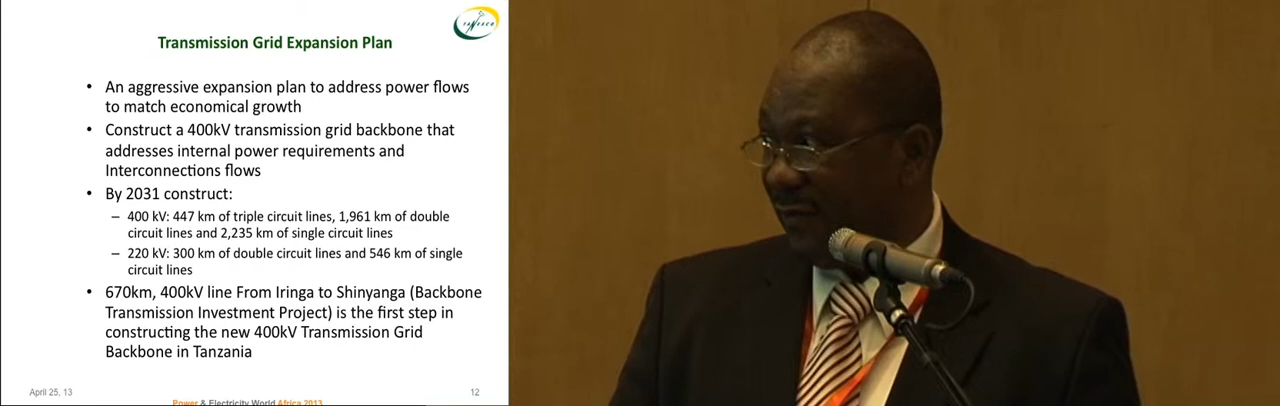 TANESCO
Transmission Grid Expansion Plan
• An aggressive expansion plan to address power flows
to match economical growth
• Construct a 400kV transmission grid backbone that
addresses internal power requirements and
Interconnections flows
• By 2031 construct:
– 400 kV: 447 km of triple circuit lines, 1,961 km of double
circuit lines and 2,235 km of single circuit lines
– 220 kV: 300 km of double circuit lines and 546 km of single
circuit lines
• 670km, 400kV line From Iringa to Shinyanga (Backbone
Transmission Investment Project) is the first step in
constructing the new 400kV Transmission Grid
Backbone in Tanzania
April 25, 13
12
Power & Electricity World Africa 2013